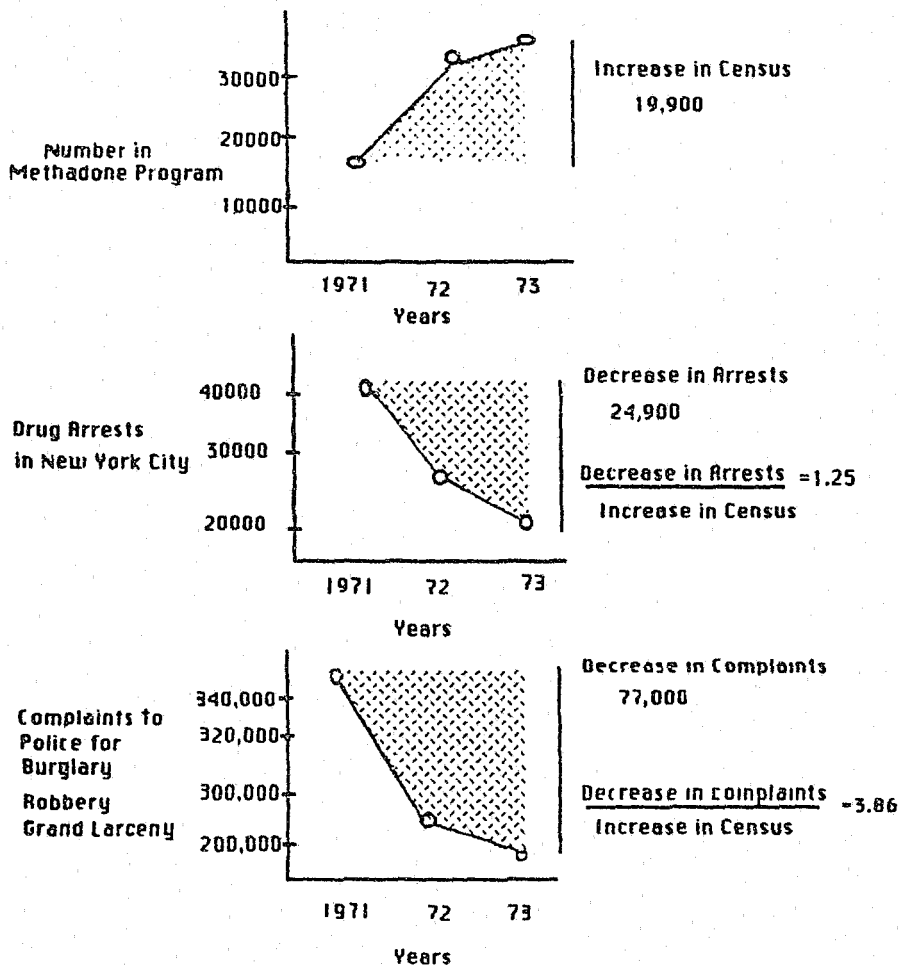 30000
20000
10000
Number in
Methadone Program
Increase in Census
19,900
1971 72 73
Years
40000
30000
20000
Drug Arrests
in New York City
Decrease in Arrests
24,900
Decrease in Arrests =1.25
Increase in Census
1971 72 73
Years
340,000
320,000
300,000
200,000
Complaints to
Police for
Burglary
Robbery
Grand Larceny
Decrease in Complaints
77,000
Decrease in complaints =3.86
Increase in Census
1971 72 73
Years